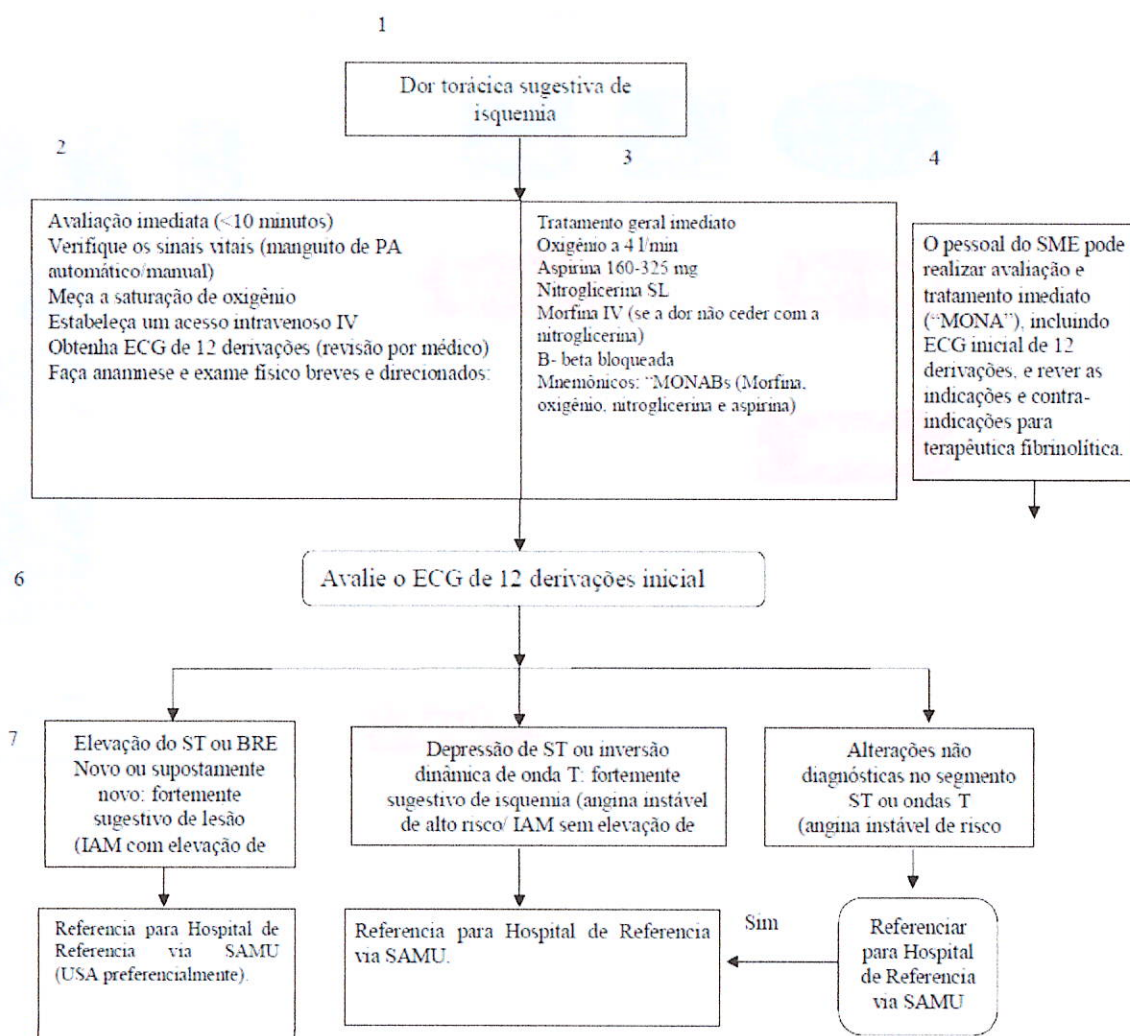 1
Dor torácica sugestiva de
isquemia
2
3
4
Avaliação imediata (<10 minutos)
Verifique os sinais vitais (manguito de PA
automático/manual)
Meça a saturação de oxigênio
Estabeleça um acesso intravenoso IV
Obtenha ECG de 12 derivações (revisão por médico)
Faça anamnese e exame físico breves e direcionados:
Tratamento geral imediato
Oxigênio a 4 l/min
Aspirina 160-325 mg
Nitroglicerina SL
Morfina IV (se a dor não ceder com a
nitroglicerina)
B- beta bloqueada
Mnemônicos: "MONABs (Morfina,
oxigênio, nitroglicerina e aspirina)
O pessoal do SME pode
realizar avaliação e
tratamento imediato
("MONA"), incluindo
ECG inicial de 12
derivações, e rever as
indicações e contra-
indicações para
terapêutica fibrinolítica.
6
Avalie o ECG de 12 derivações inicial
7
Elevação do ST ou BRE
Novo ou supostamente
novo: fortemente
sugestivo de lesão
(IAM com elevação de
Depressão de ST ou inversão
dinâmica de onda T: fortemente
sugestivo de isquemia (angina instável
de alto risco/ IAM sem elevação de
Alterações não
diagnósticas no segmento
ST ou ondas T
(angina instável de risco
Referencia para Hospital de
Referencia via SAMU
(USA preferencialmente).
Referencia para Hospital de Referencia
via SAMU.
Sim
Referenciar
para Hospital
de Referencia
via SAMU